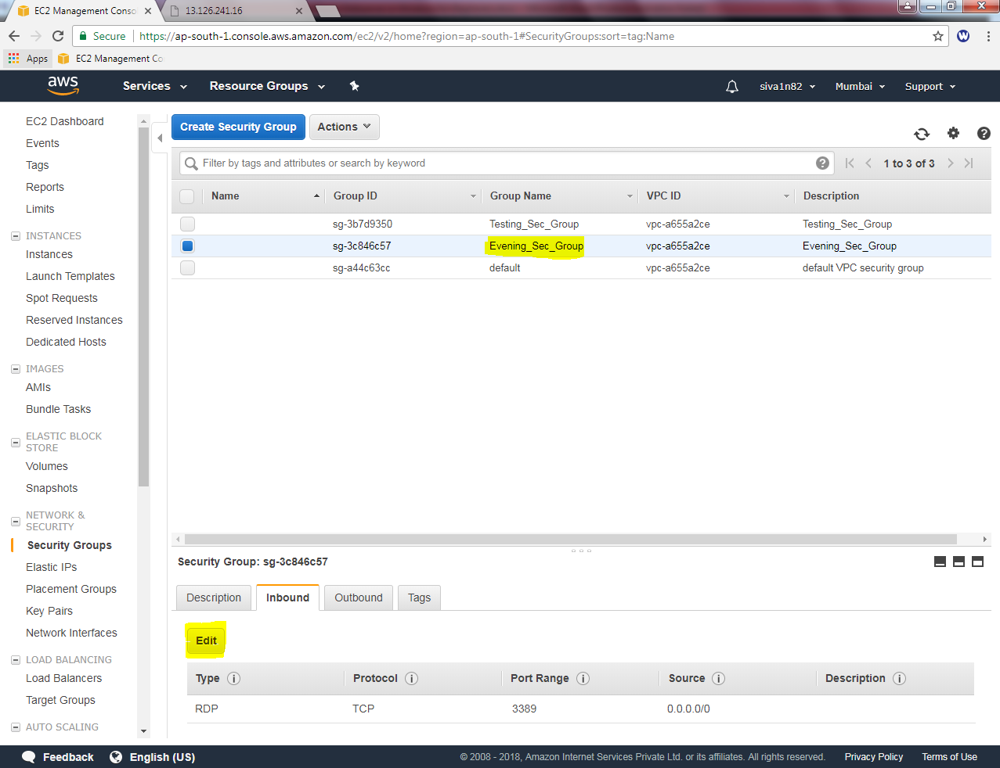 EC2 Management Conso
13.126.241.16
Secure
https://ap-south-1.console.aws.amazon.com/ec2/v2/home?region=ap-south-1#SecurityGroups:sort=tag:Name
W
Apps
EC2 Management Co
aws
Services
Resource Groups
siva1n82
Mumbai
Support
EC2 Dashboard
Events
Tags
Reports
Limits
INSTANCES
Instances
Launch Templates
Spot Requests
Reserved Instances
Dedicated Hosts
IMAGES
AMIs
Bundle Tasks
ELASTIC BLOCK
STORE
Volumes
Snapshots
NETWORK &
SECURITY
Security Groups
Elastic IPs
Placement Groups
Key Pairs
Network Interfaces
LOAD BALANCING
Load Balancers
Target Groups
AUTO SCALING
Create Security Group
Actions
Filter by tags and attributes or search by keyword
1 to 3 of 3
Name Group ID Group Name VPC ID Description
sg-3b7d9350 Testing_Sec_Group vpc-a655a2ce Testing_Sec_Group
sg-3c846c57 Evening_Sec_Group vpc-a655a2ce Evening_Sec_Group
sg-a44c63cc default vpc-a655a2ce default VPC security group
Security Group: sg-3c846c57
Description Inbound Outbound Tags
Edit
Type Protocol Port Range Source Description
RDP TCP 3389 0.0.0.0/0
Feedback
English (US)
© 2008 - 2018, Amazon Internet Services Private Ltd. or its affiliates. All rights reserved.
Privacy Policy
Terms of Use